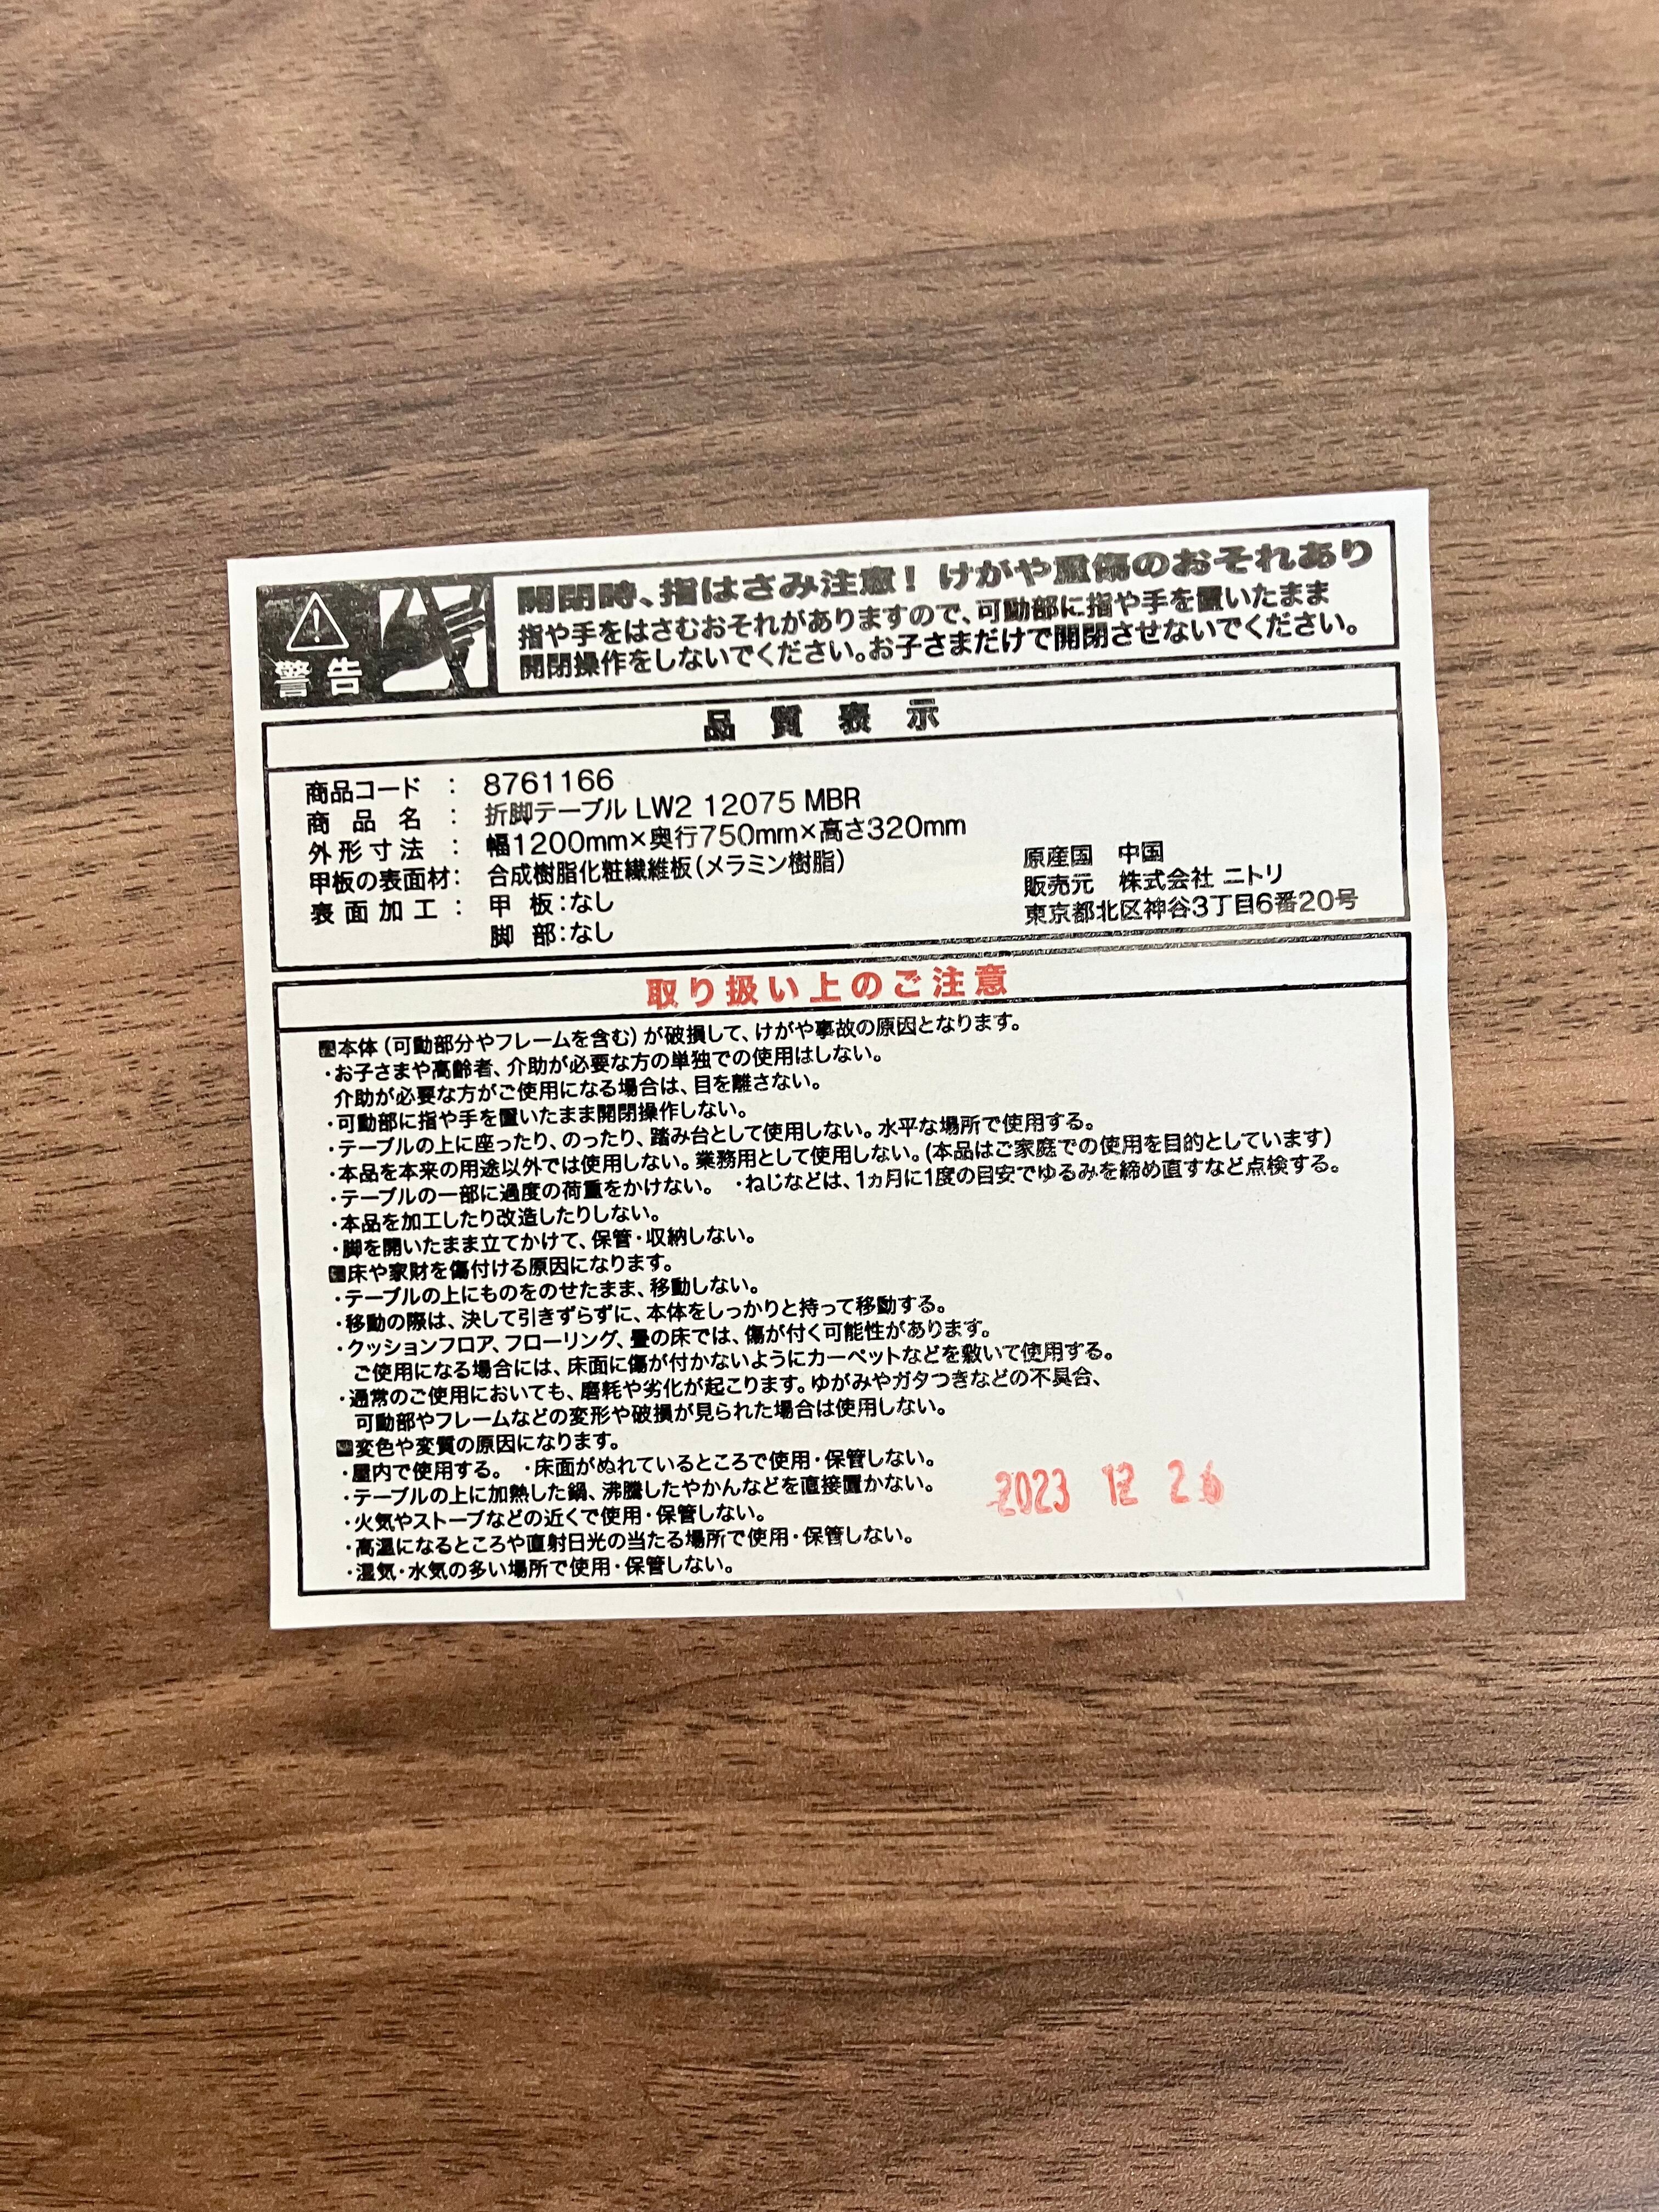 警告
開閉時、指はさみ注意！ けがや重傷のおそれあり
指や手をはさむおそれがありますので、可動部に指や手を置いたまま
開閉操作をしないでください。お子さまだけで開閉させないでください。
品質表示
商品コード ： 8761166
商品名 ： 折脚テーブル LW2 12075 MBR
外形寸法 ： 幅1200mm×奥行750mm×高さ320mm
甲板の表面材： 合成樹脂化粧繊維板（メラミン樹脂）
表面加工 ： 甲 板：なし
脚 部：なし
原産国 中国
販売元 株式会社 ニトリ
東京都北区神谷3丁目6番20号
取り扱い上のご注意
■本体（可動部分やフレームを含む）が破損して、けがや事故の原因となります。
・お子さまや高齢者、介助が必要な方の単独での使用はしない。
介助が必要な方がご使用になる場合は、目を離さない。
・可動部に指や手を置いたまま開閉操作しない。
・テーブルの上に座ったり、のったり、踏み台として使用しない。水平な場所で使用する。
・本品を本来の用途以外では使用しない。業務用として使用しない。（本品はご家庭での使用を目的としています）
・テーブルの一部に過度の荷重をかけない。 ・ねじなどは、1ヵ月に1度の目安でゆるみを締め直すなど点検する。
・本品を加工したり改造したりしない。
・脚を開いたまま立てかけて、保管・収納しない。
■床や家財を傷付ける原因になります。
・テーブルの上にものをのせたまま、移動しない。
・移動の際は、決して引きずらずに、本体をしっかりと持って移動する。
・クッションフロア、フローリング、畳の床では、傷が付く可能性があります。
ご使用になる場合には、床面に傷が付かないようにカーペットなどを敷いて使用する。
・通常のご使用においても、磨耗や劣化が起こります。ゆがみやガタつきなどの不具合、
可動部やフレームなどの変形や破損が見られた場合は使用しない。
■変色や変質の原因になります。
・屋内で使用する。 ・床面がぬれているところで使用・保管しない。
・テーブルの上に加熱した鍋、沸騰したやかんなどを直接置かない。
・火気やストーブなどの近くで使用・保管しない。
・高温になるところや直射日光の当たる場所で使用・保管しない。
・湿気・水気の多い場所で使用・保管しない。
2023 12 26